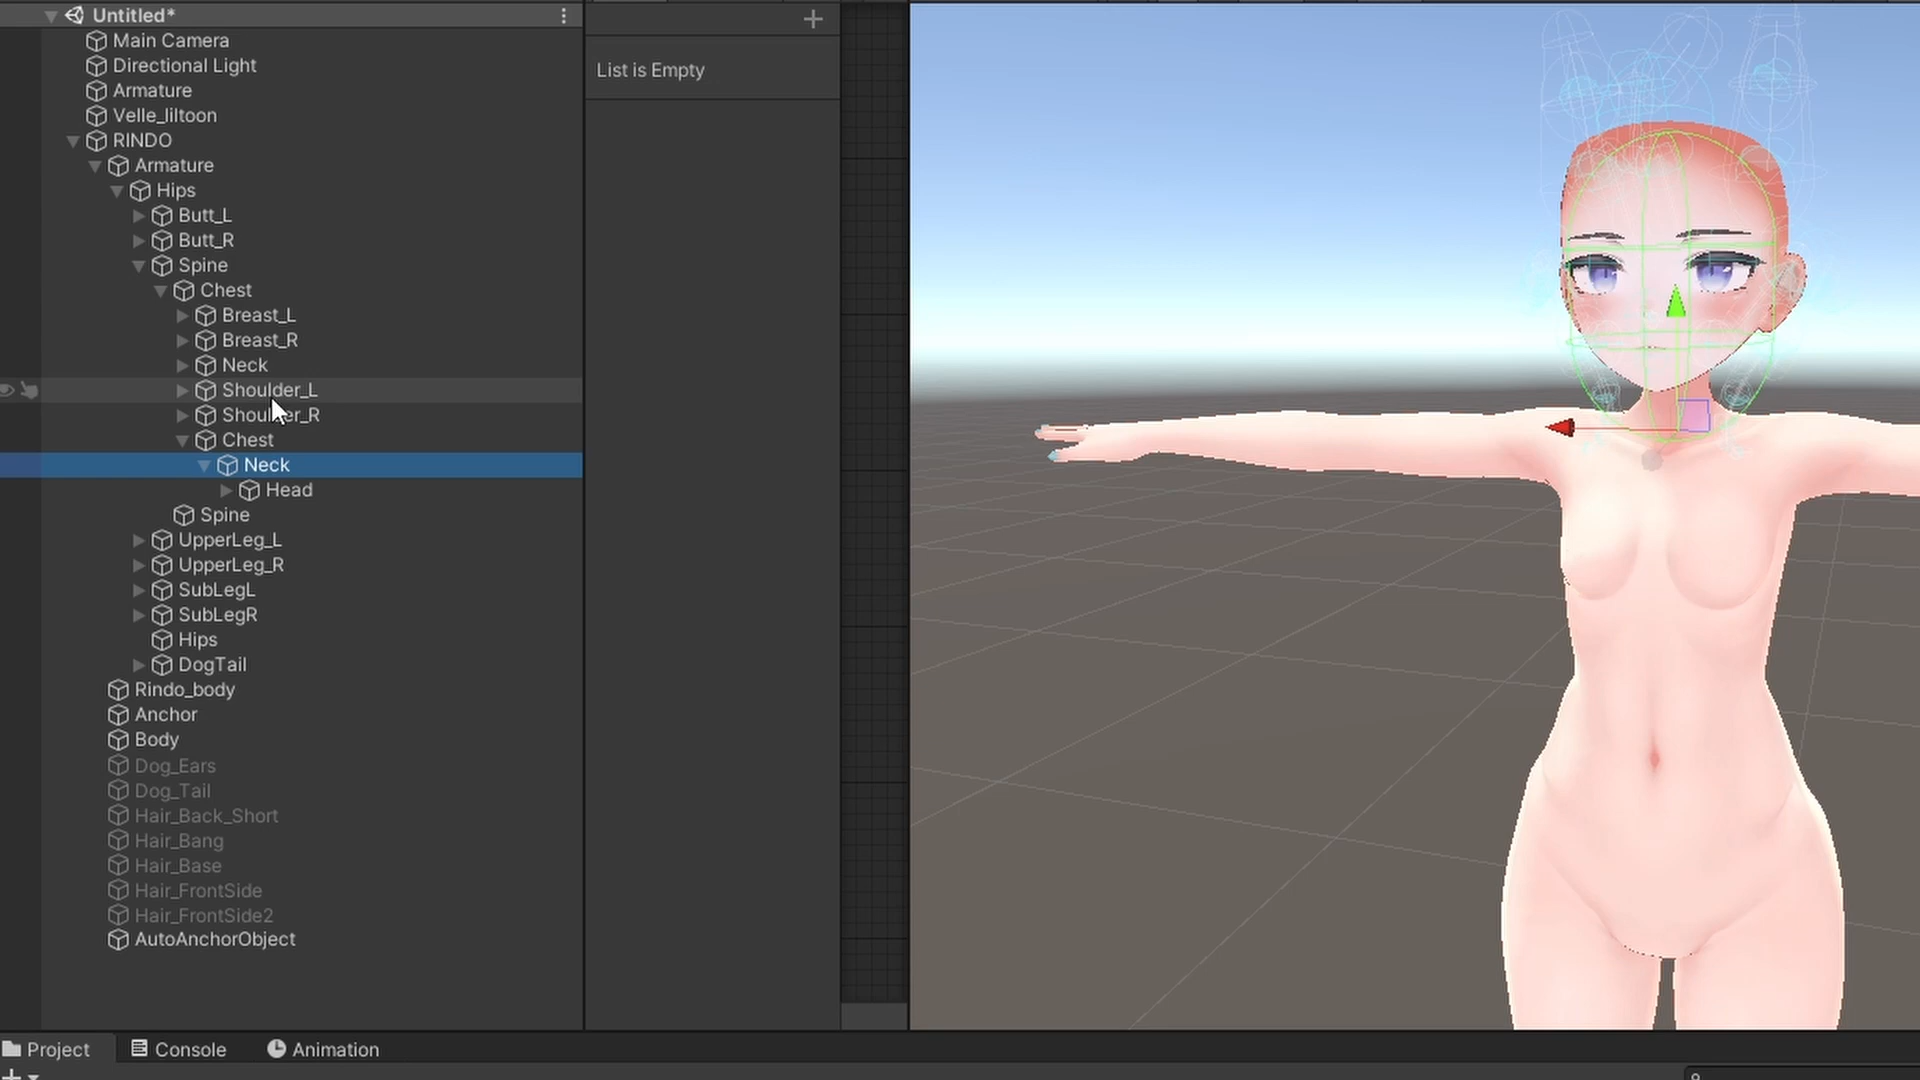 Untitled*
Main Camera
Directional Light
Armature
Velle_liltoon
RINDO
Armature
Hips
Butt_L
Butt_R
Spine
Chest
Breast_L
Breast_R
Neck
Shoulder_L
Shoulder_R
Chest
Neck
Head
Spine
UpperLeg_L
UpperLeg_R
SubLegL
SubLegR
Hips
DogTail
Rindo_body
Anchor
Body
Dog_Ears
Dog_Tail
Hair_Back_Short
Hair_Bang
Hair_Base
Hair_FrontSide
Hair_FrontSide2
AutoAnchorObject
List is Empty
Project
Console
Animation